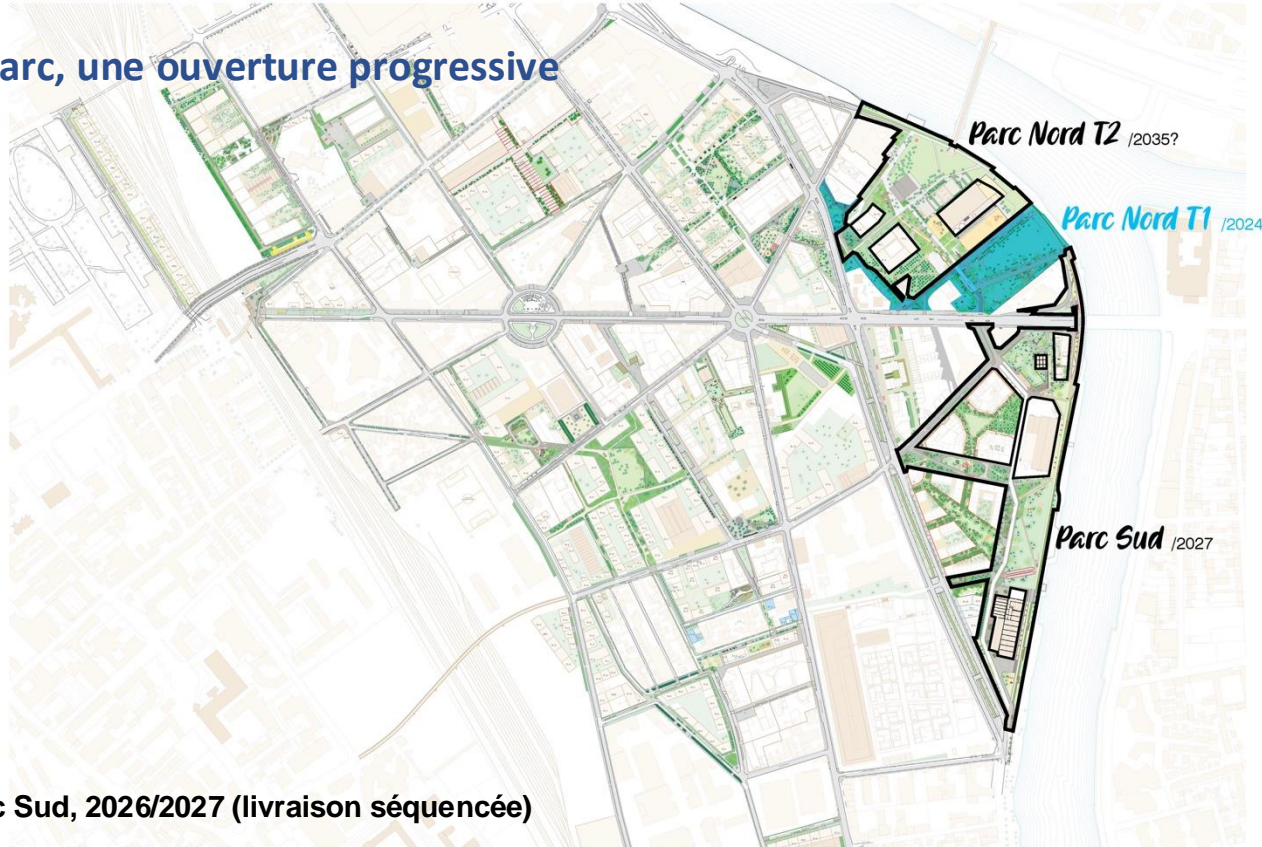 arc, une ouverture progressive
Parc Nord T2 /2035?
Parc Nord T1 /2024
Parc Sud /2027
c Sud, 2026/2027 (livraison séquencée)